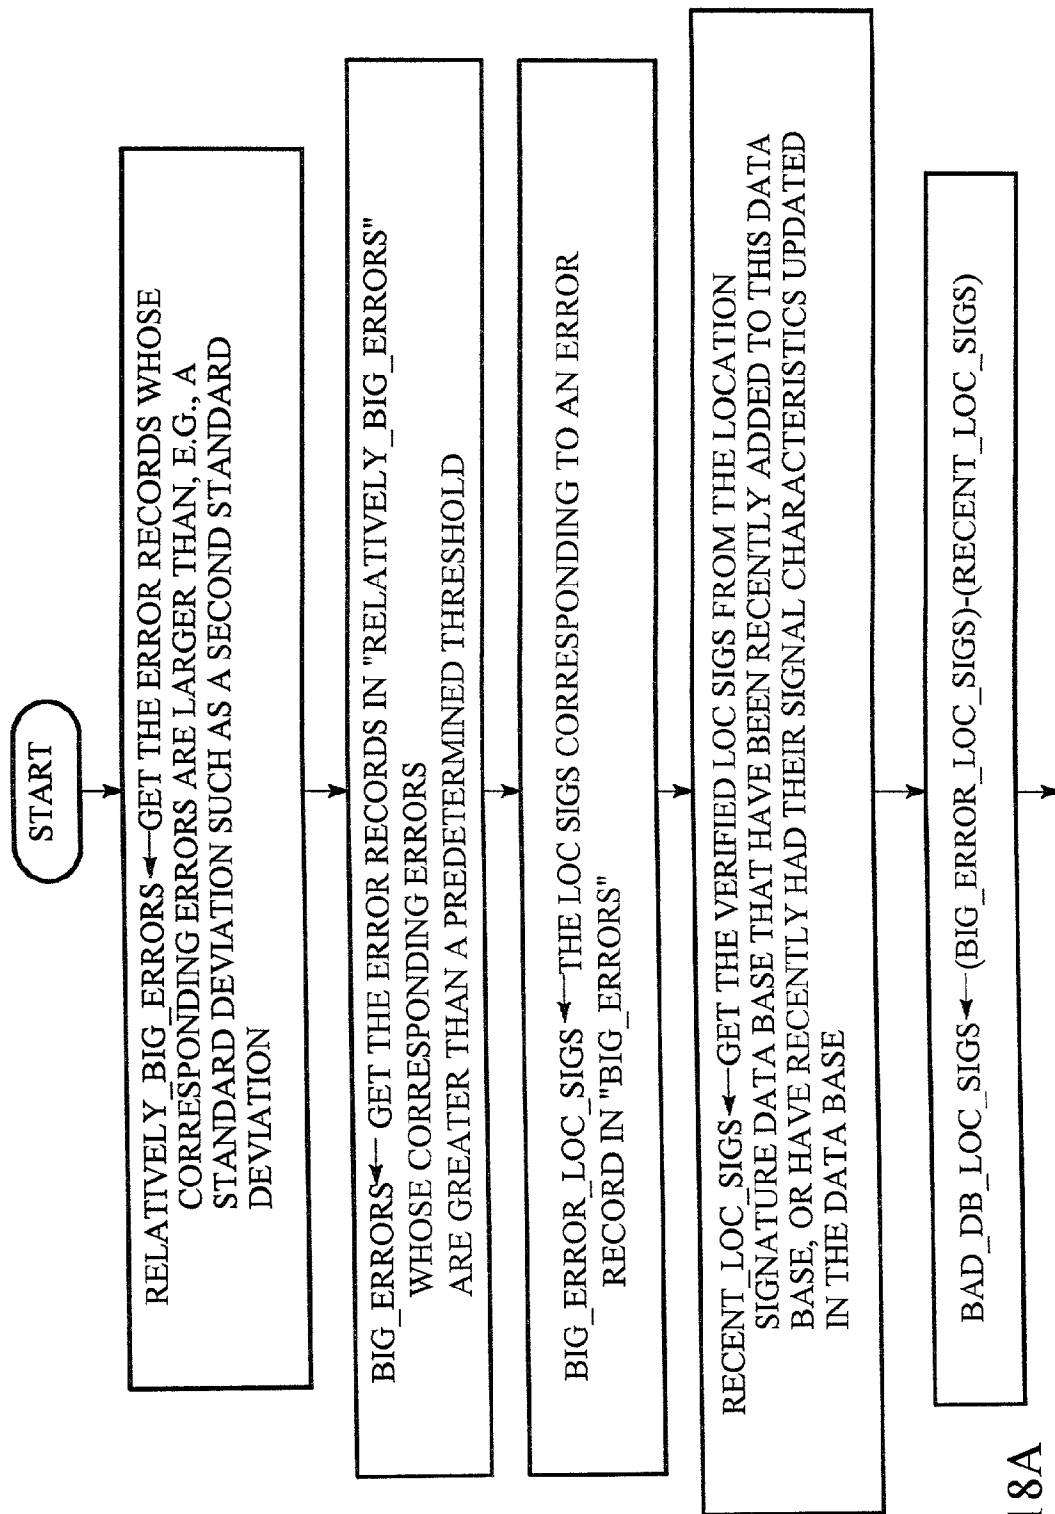 START
RELATIVELY_BIG_ERRORS ← GET THE ERROR RECORDS WHOSE
CORRESPONDING ERRORS ARE LARGER THAN, E.G., A
STANDARD DEVIATION SUCH AS A SECOND STANDARD
DEVIATION
BIG_ERRORS ← GET THE ERROR RECORDS IN "RELATIVELY_BIG_ERRORS"
WHOSE CORRESPONDING ERRORS
ARE GREATER THAN A PREDETERMINED THRESHOLD
BIG_ERROR_LOC_SIGS ← THE LOC SIGS CORRESPONDING TO AN ERROR
RECORD IN "BIG_ERRORS"
RECENT_LOC_SIGS ← GET THE VERIFIED LOC SIGS FROM THE LOCATION
SIGNATURE DATA BASE THAT HAVE BEEN RECENTLY ADDED TO THIS DATA
BASE, OR HAVE RECENTLY HAD THEIR SIGNAL CHARACTERISTICS UPDATED
IN THE DATA BASE
BAD_DB_LOC_SIGS ← (BIG_ERROR_LOC_SIGS)-(RECENT_LOC_SIGS)
18A